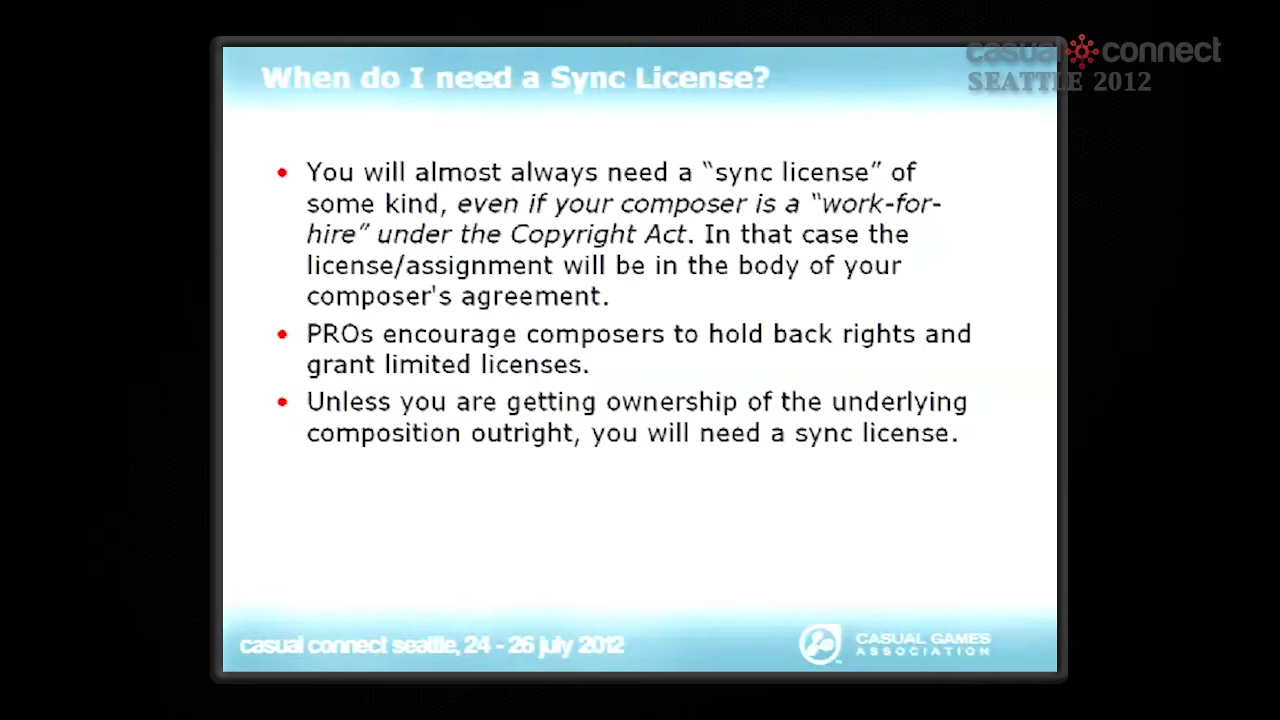 casual connect
SEATTLE 2012
When do I need a Sync License?
• You will almost always need a “sync license” of
some kind, even if your composer is a “work-for-
hire” under the Copyright Act. In that case the
license/assignment will be in the body of your
composer's agreement.
• PROs encourage composers to hold back rights and
grant limited licenses.
• Unless you are getting ownership of the underlying
composition outright, you will need a sync license.
casual connect seattle, 24 - 26 july 2012
CASUAL GAMES
ASSOCIATION